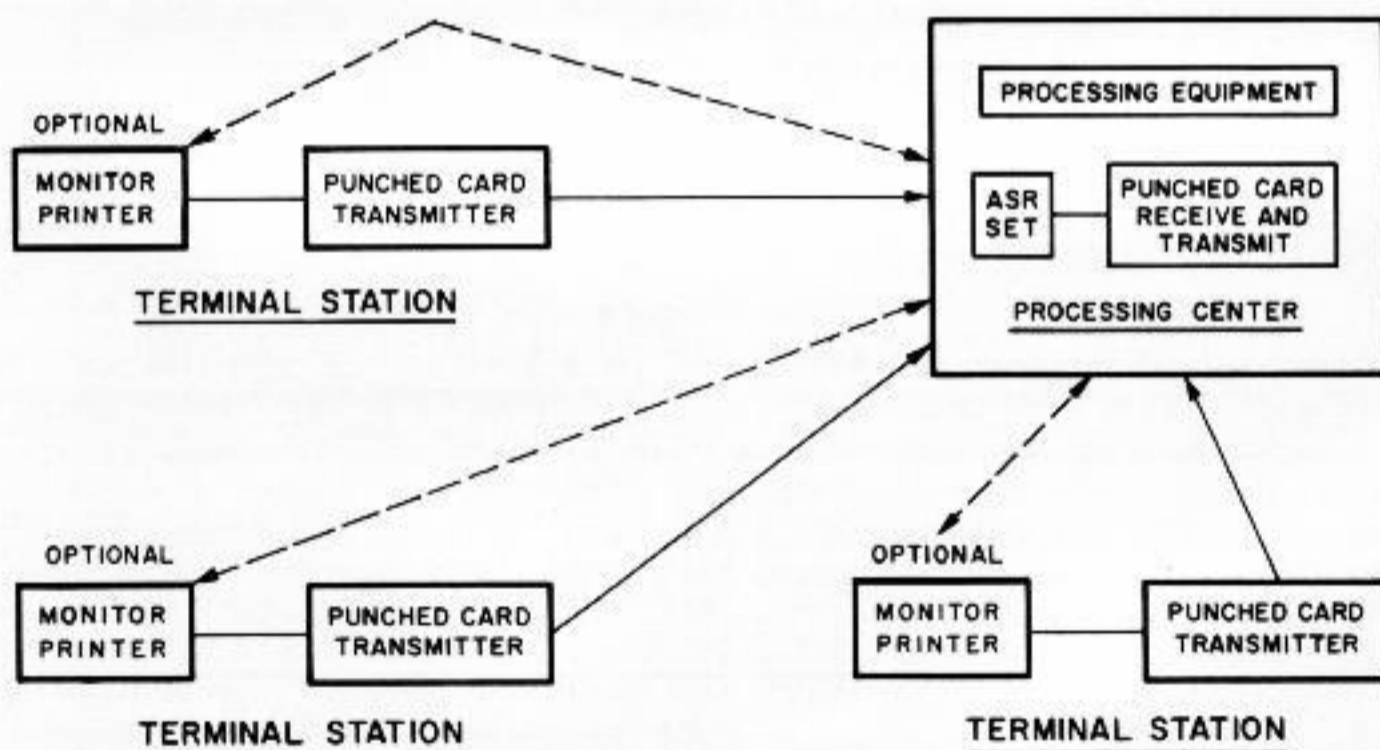 OPTIONAL
MONITOR
PRINTER
PUNCHED CARD
TRANSMITTER
TERMINAL STATION
PROCESSING EQUIPMENT
ASR
SET
PUNCHED CARD
RECEIVE AND
TRANSMIT
PROCESSING CENTER
OPTIONAL
MONITOR
PRINTER
PUNCHED CARD
TRANSMITTER
TERMINAL STATION
OPTIONAL
MONITOR
PRINTER
PUNCHED CARD
TRANSMITTER
TERMINAL STATION